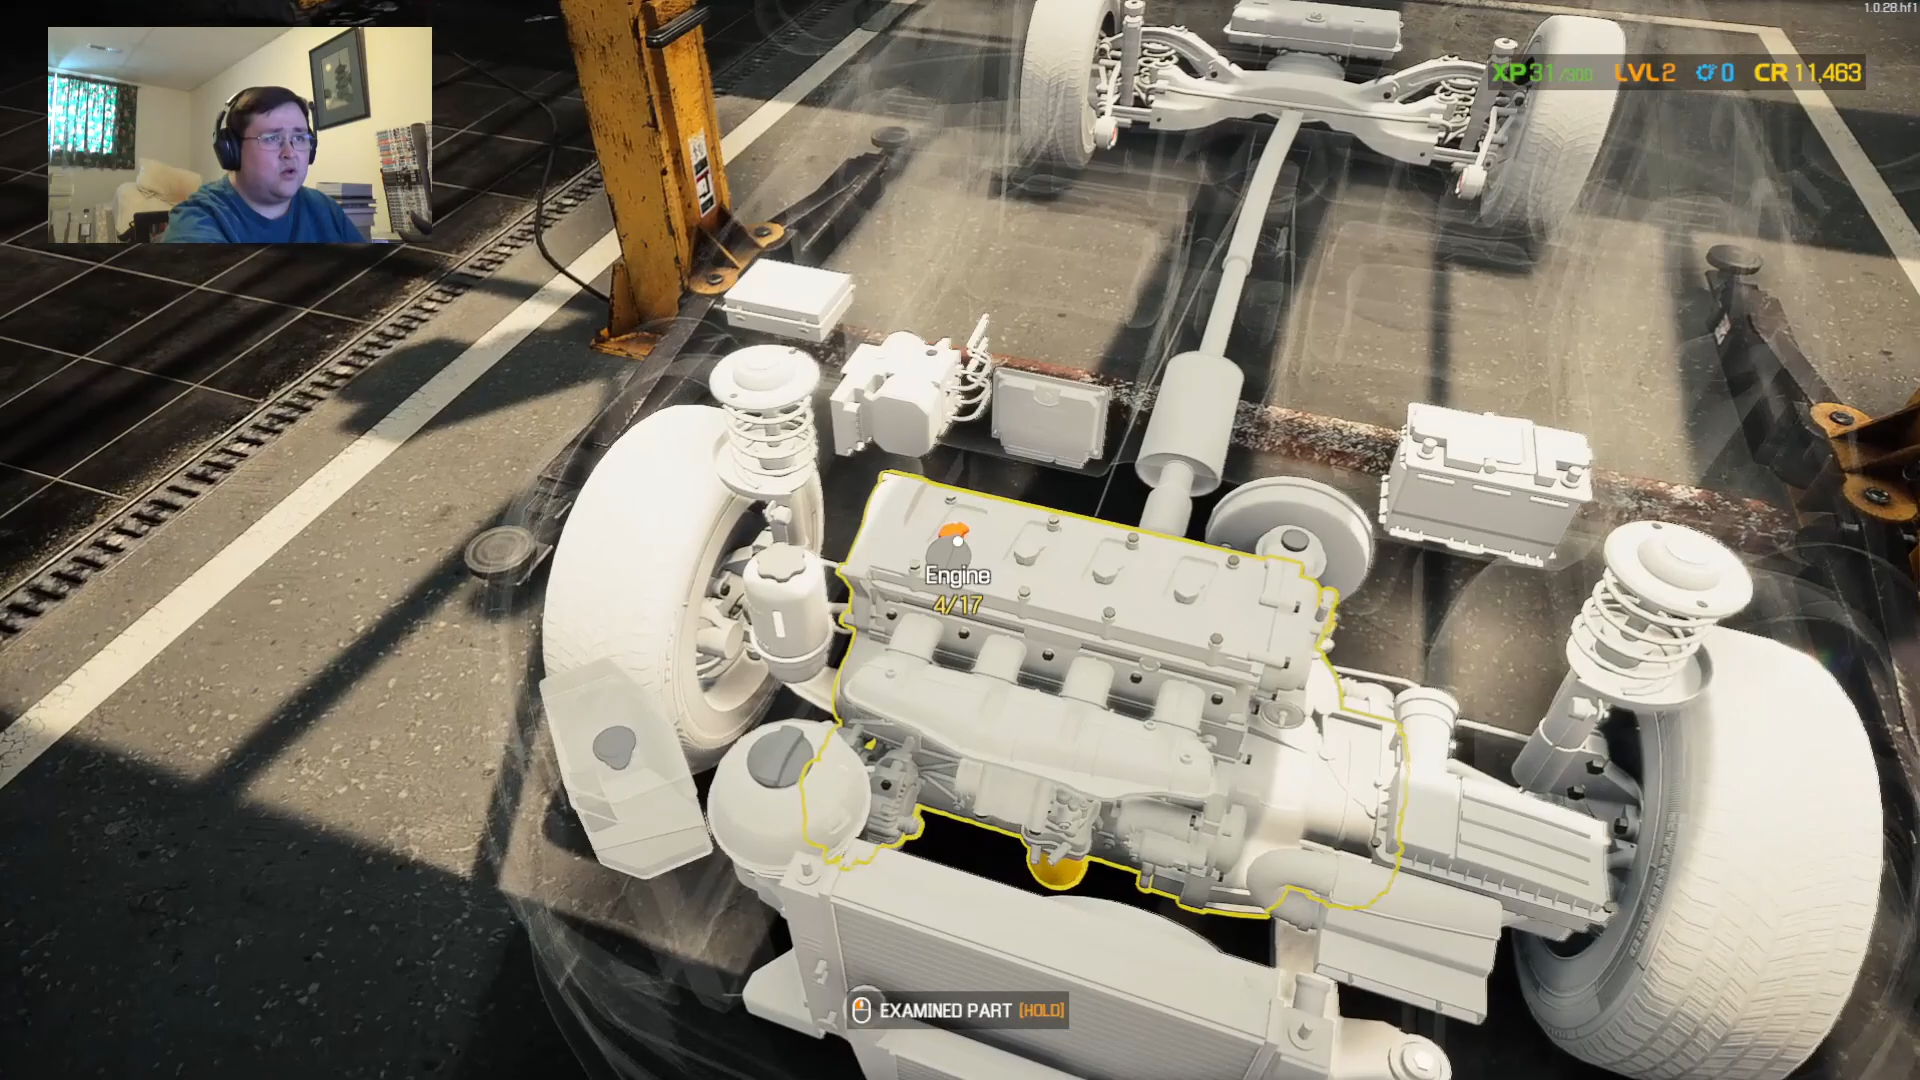 1.0.28.hf1
XP 31/300 LVL 2 0 CR 11,463
Engine
4/17
EXAMINED PART [HOLD]